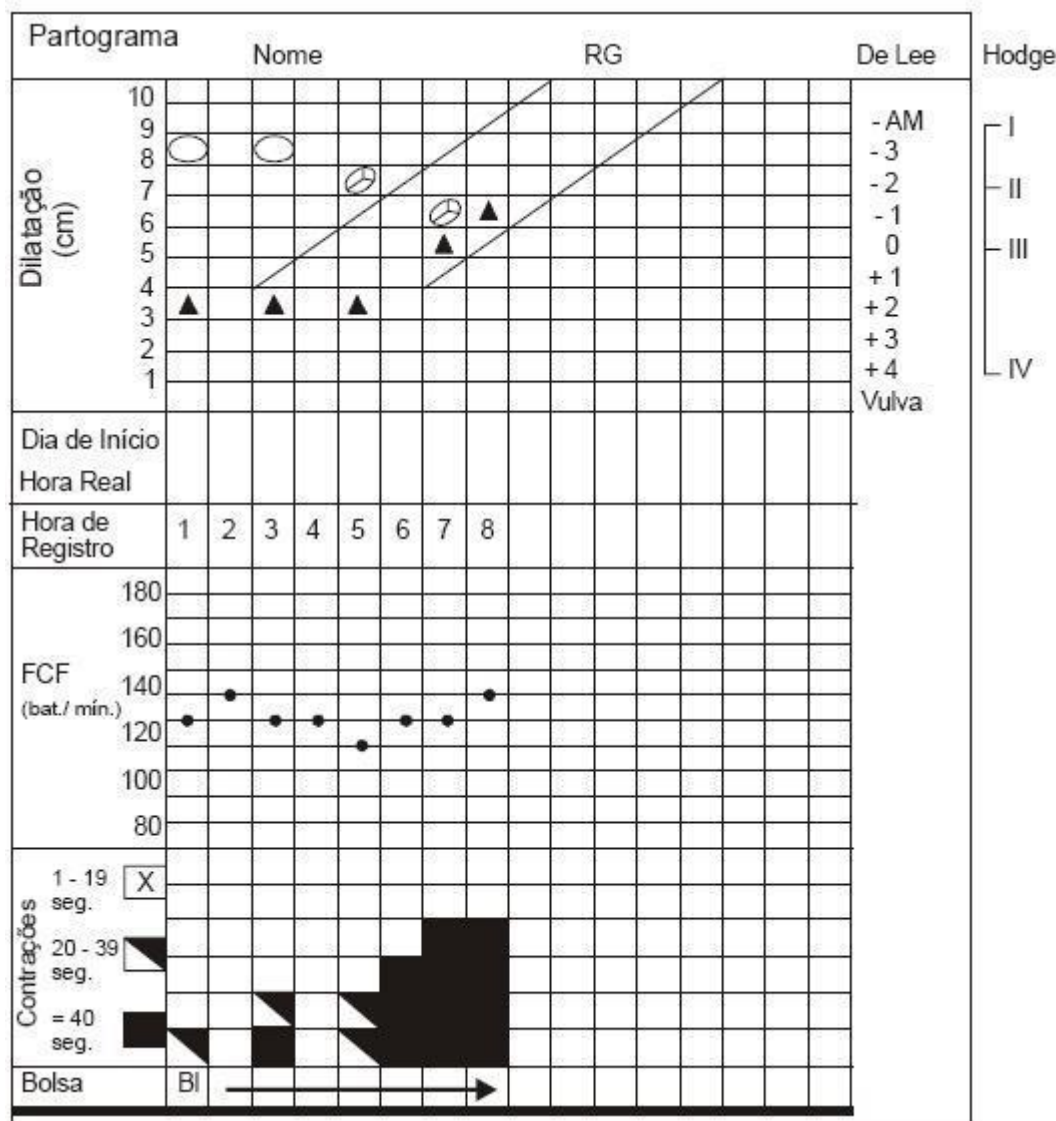 Partograma
Nome RG De Lee Hodge
Dilatação
(cm)
10
9
8
7
6
5
4
3
2
1
- AM
- 3
- 2
- 1
0
+ 1
+ 2
+ 3
+ 4
Vulva
I
II
III
IV
Dia de Início
Hora Real
Hora de
Registro
1 2 3 4 5 6 7 8
FCF
(bat./ mín.)
180
160
140
120
100
80
Contrações
1 - 19
seg.
X
20 - 39
seg.
= 40
seg.
Bolsa BI